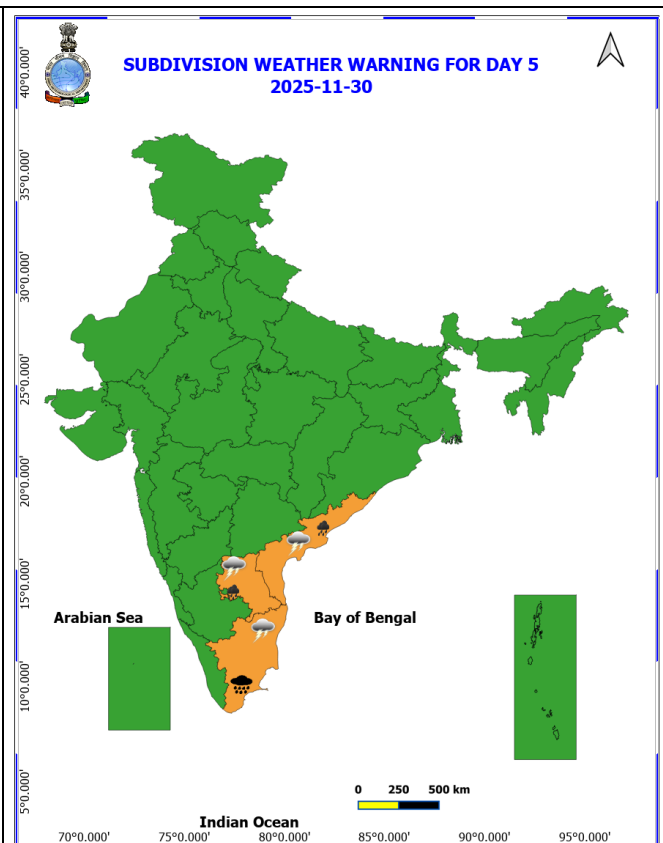 SUBDIVISION WEATHER WARNING FOR DAY 5
2025-11-30
40°0.000'
35°0.000'
30°0.000'
25°0.000'
20°0.000'
15°0.000'
10°0.000'
5°0.000'
Arabian Sea
Bay of Bengal
0 250 500 km
Indian Ocean
70°0.000' 75°0.000' 80°0.000' 85°0.000' 90°0.000' 95°0.000'